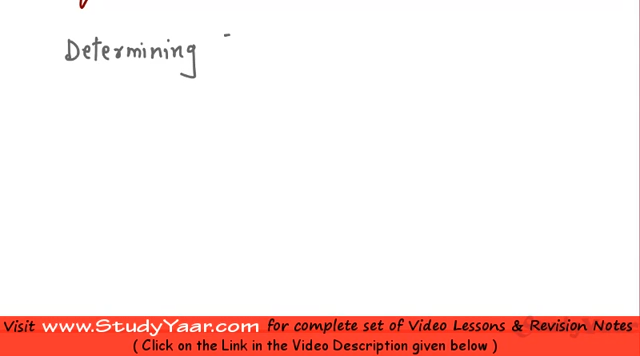 Determining
Visit www.StudyYaar.com for complete set of Video Lessons & Revision Notes
( Click on the Link in the Video Description given below )